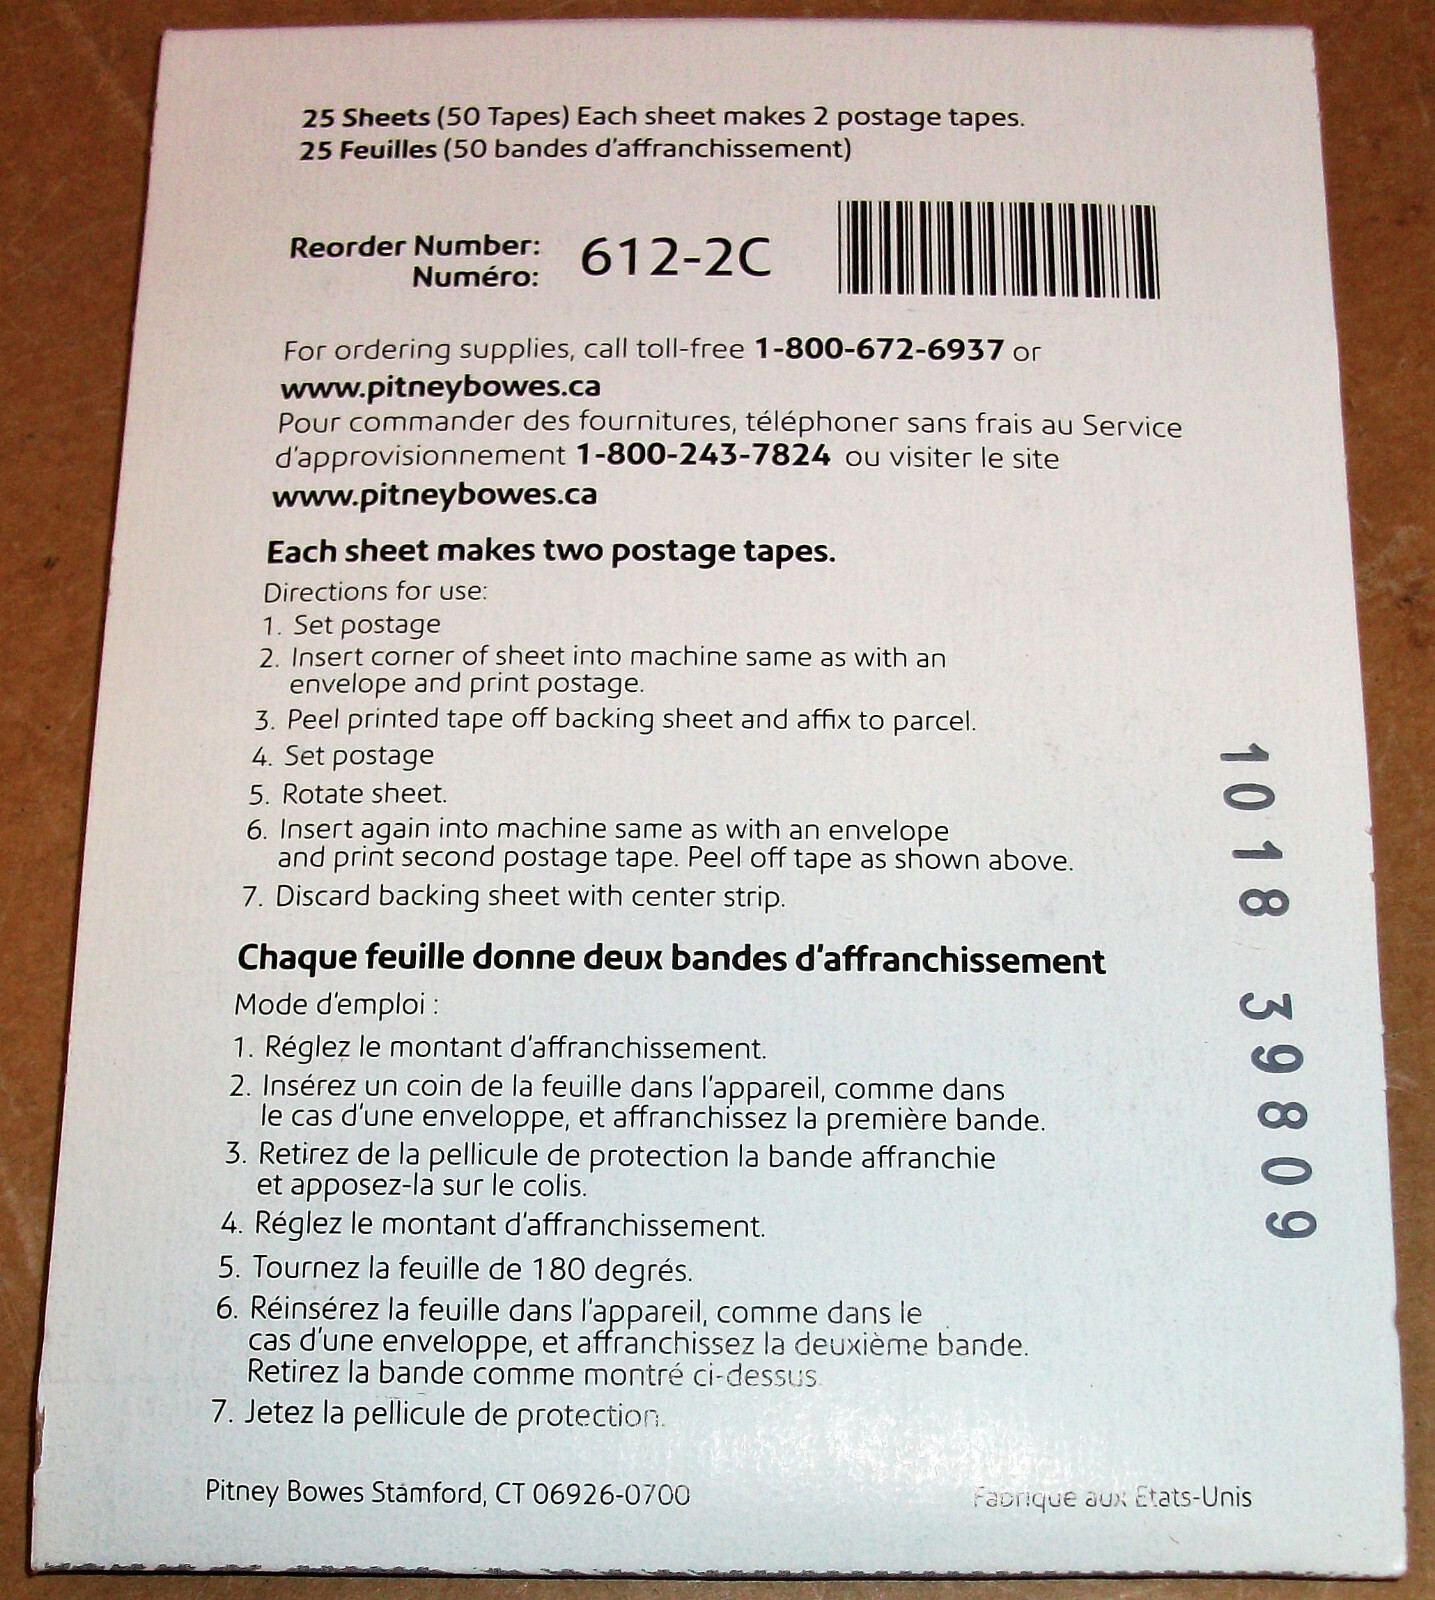 25 Sheets (50 Tapes) Each sheet makes 2 postage tapes.
25 Feuilles (50 bandes d'affranchissement)
Reorder Number: 612-2C
Numéro:
For ordering supplies, call toll-free 1-800-672-6937 or
www.pitneybowes.ca
Pour commander des fournitures, téléphoner sans frais au Service
d'approvisionnement 1-800-243-7824 ou visiter le site
www.pitneybowes.ca
Each sheet makes two postage tapes.
Directions for use:
1. Set postage
2. Insert corner of sheet into machine same as with an
envelope and print postage.
3. Peel printed tape off backing sheet and affix to parcel.
4. Set postage
5. Rotate sheet.
6. Insert again into machine same as with an envelope
and print second postage tape. Peel off tape as shown above.
7. Discard backing sheet with center strip.
Chaque feuille donne deux bandes d'affranchissement
Mode d'emploi :
1. Réglez le montant d'affranchissement.
2. Insérez un coin de la feuille dans l'appareil, comme dans
le cas d'une enveloppe, et affranchissez la première bande.
3. Retirez de la pellicule de protection la bande affranchie
et apposez-la sur le colis.
4. Réglez le montant d'affranchissement.
5. Tournez la feuille de 180 degrés.
6. Réinsérez la feuille dans l'appareil, comme dans le
cas d'une enveloppe, et affranchissez la deuxième bande.
Retirez la bande comme montré ci-dessus.
7. Jetez la pellicule de protection.
Pitney Bowes Stamford, CT 06926-0700
Fabrique aux Etats-Unis
1018 39809